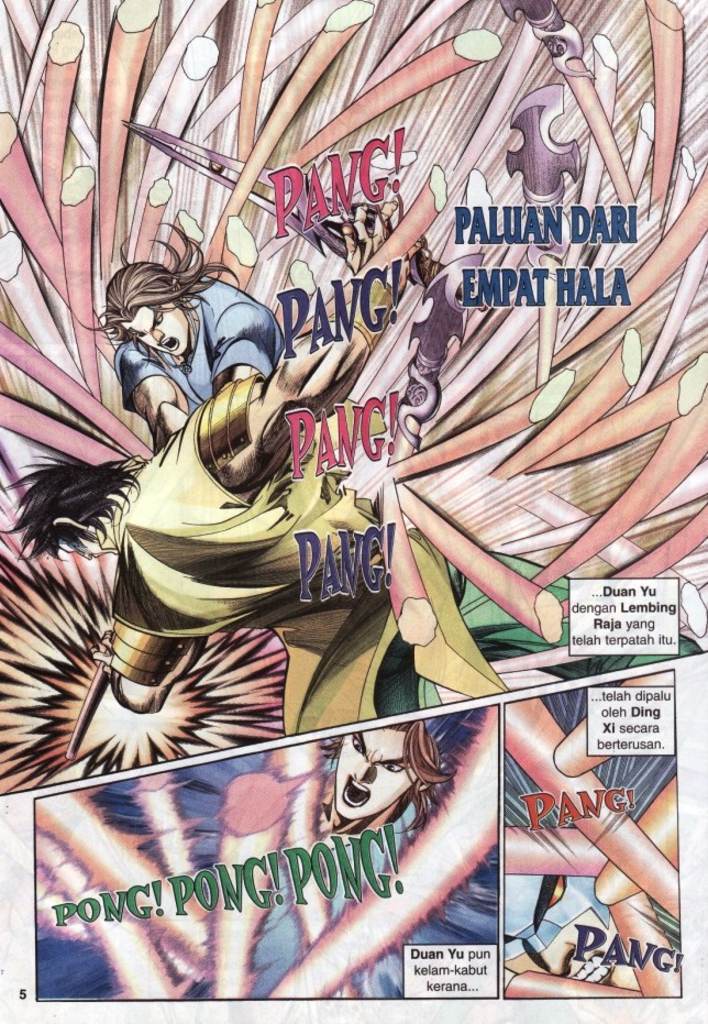 PANG!
PALUAN DARI
EMPAT HALA
PANG!
PANG!
PANG!
...Duan Yu
dengan Lembing
Raja yang
telah terpatah itu.
PONG! PONG! PONG!
Duan Yu pun
kelam-kabut
kerana...
...telah dipalu
oleh Ding
Xi secara
berterusan.
PANG!
PANG!
5